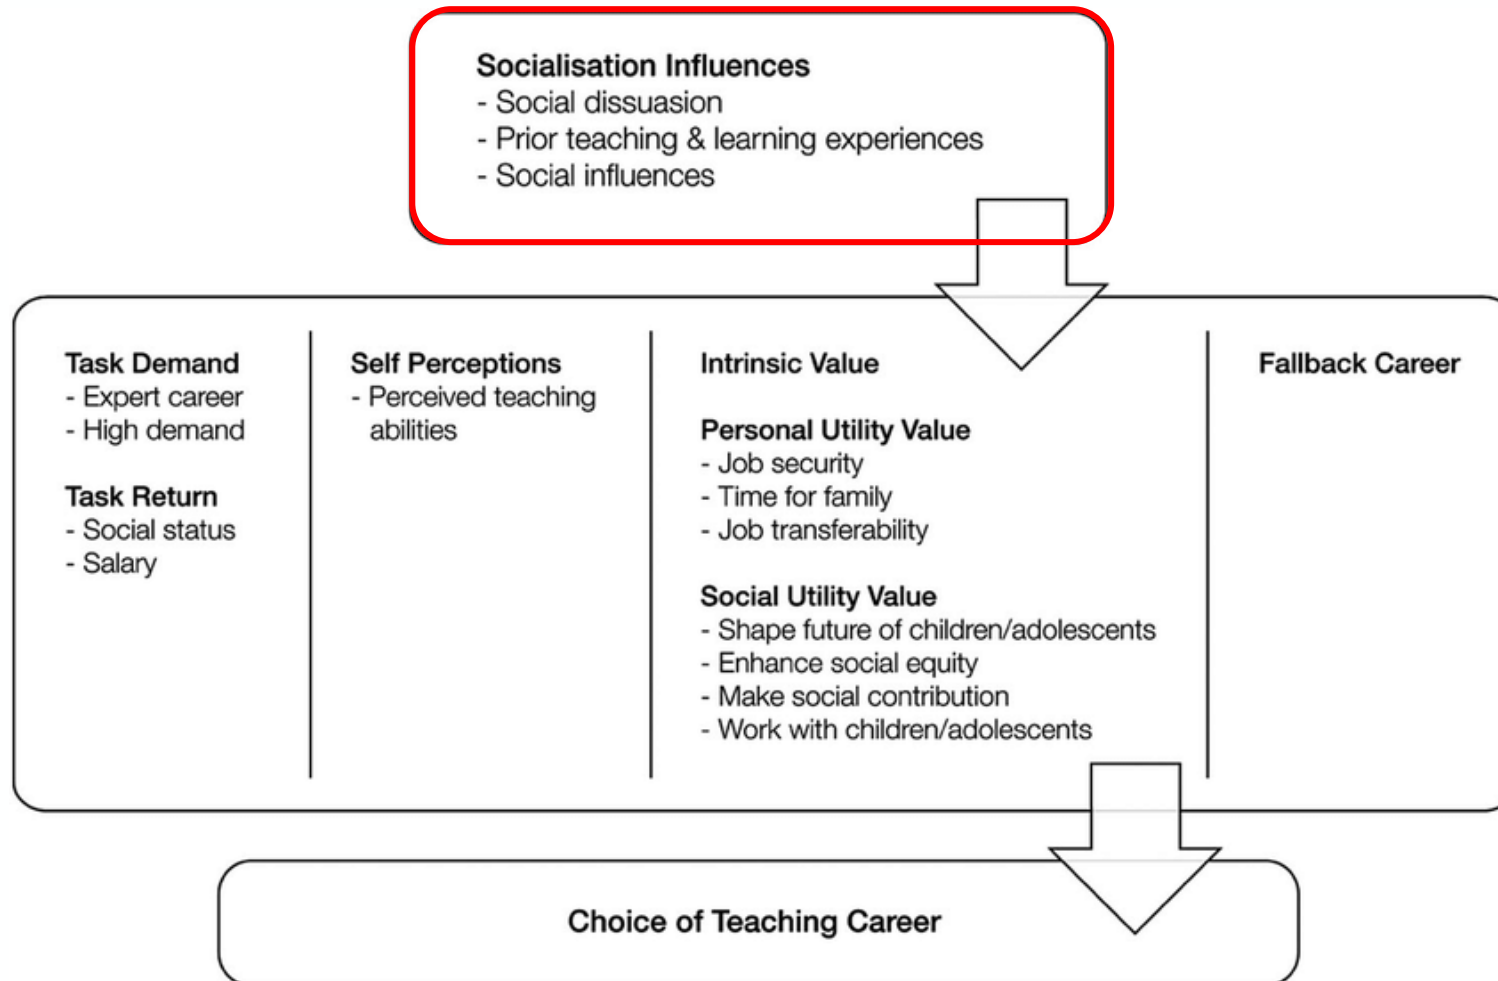 Socialisation Influences
- Social dissuasion
- Prior teaching & learning experiences
- Social influences
Task Demand
- Expert career
- High demand
Task Return
- Social status
- Salary
Self Perceptions
- Perceived teaching
abilities
Intrinsic Value
Personal Utility Value
- Job security
- Time for family
- Job transferability
Social Utility Value
- Shape future of children/adolescents
- Enhance social equity
- Make social contribution
- Work with children/adolescents
Fallback Career
Choice of Teaching Career